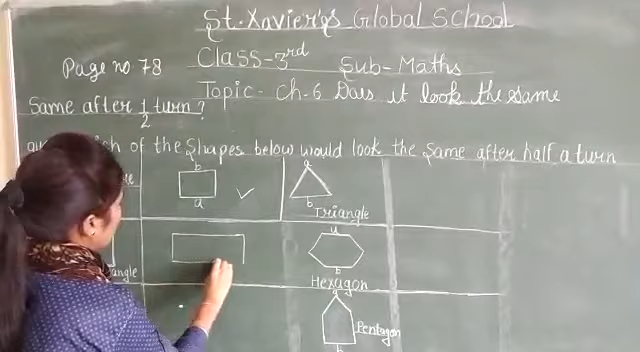 St. Xavier's Global School
Class-3rd Sub-Maths
Page no 78
Topic- Ch-6 Does it look the same
Same after 1/2 turn?
of the shapes below would look the same after half a turn
b
a
a
b
Triangle
a
b
Hexagon
a
Pentagon
b